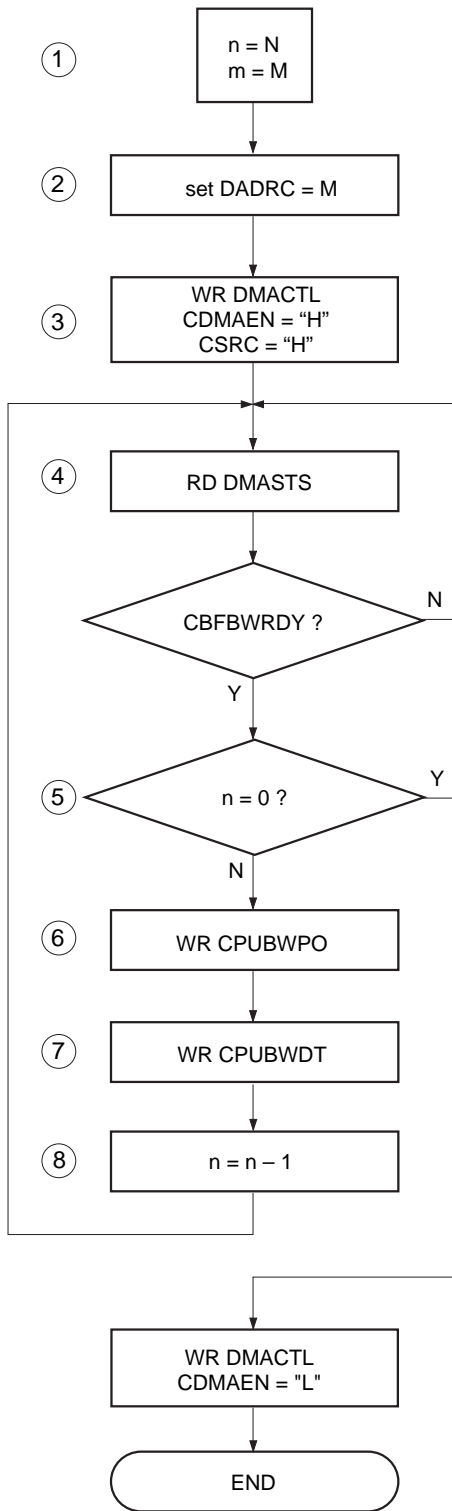 1
n = N
m = M
2
set DADRC = M
3
WR DMACTL
CDMAEN = “H”
CSRC = “H”
4
RD DMASTS
CBFBWRDY ?
N
Y
5
n = 0 ?
Y
N
6
WR CPUBWPO
7
WR CPUBWDT
8
n = n – 1
WR DMACTL
CDMAEN = "L"
END